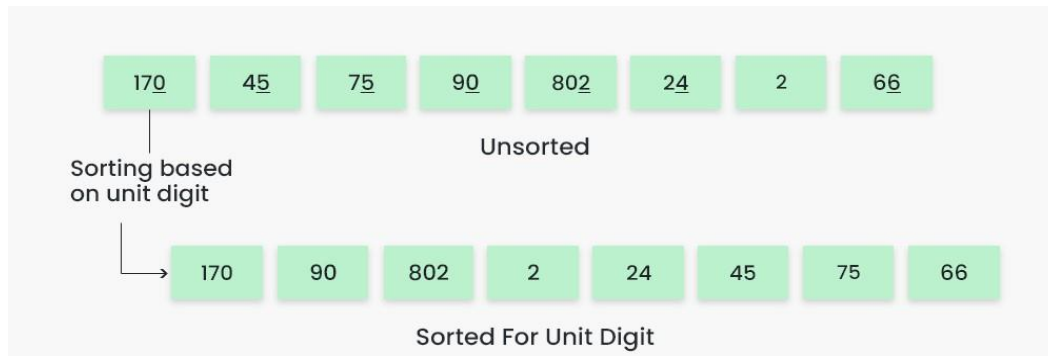 170 45 75 90 802 24 2 66
Unsorted
Sorting based
on unit digit
170 90 802 2 24 45 75 66
Sorted For Unit Digit